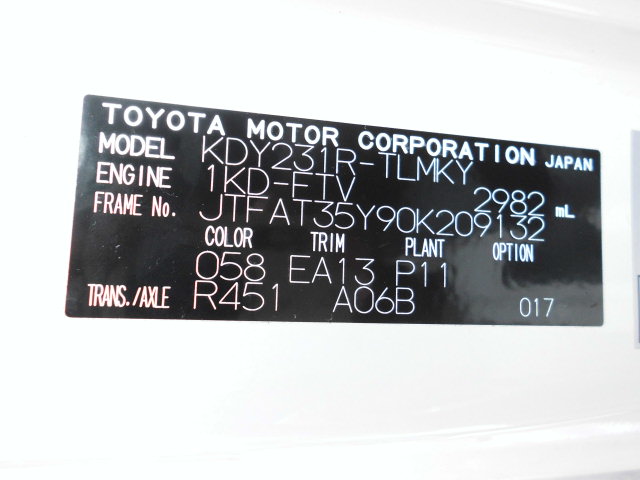 TOYOTA MOTOR CORPORATION JAPAN
MODEL KDY231R-TLMKY
ENGINE 1KD-FTV 2982 mL
FRAME No. JTFAT35Y90K209132
COLOR TRIM PLANT OPTION
058 EA13 P11
TRANS./AXLE R451 A06B 017